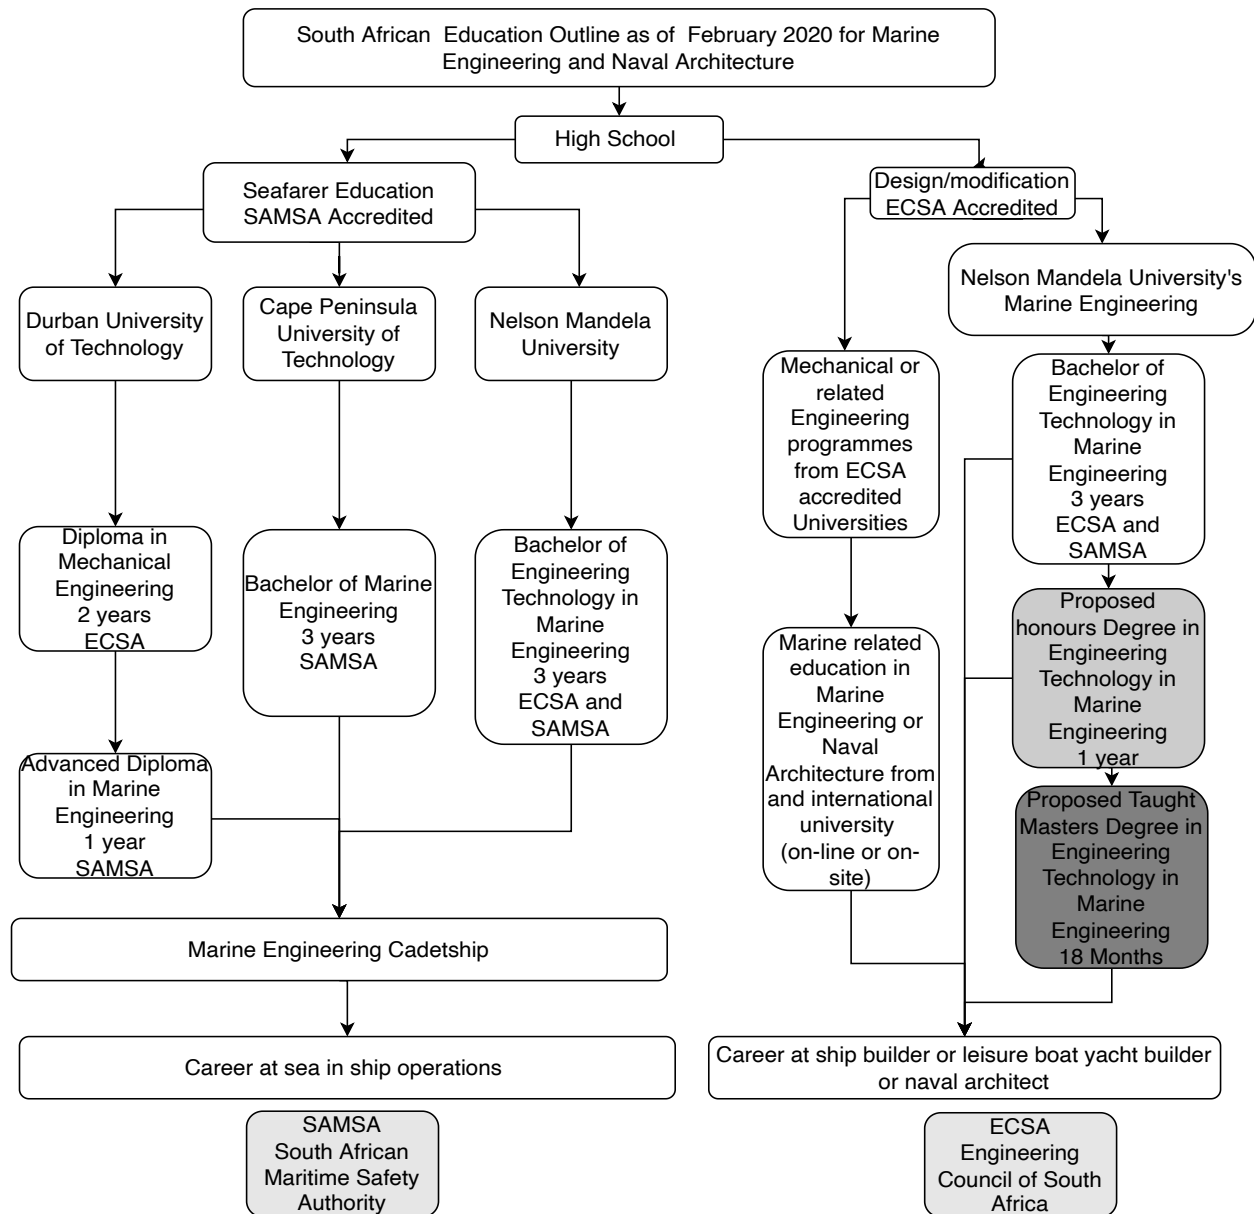 South African  Education Outline as of  February 2020 for Marine
Engineering and Naval Architecture
High School
Seafarer Education
SAMSA Accredited
Design/modification
ECSA Accredited
Durban University
of Technology
Cape Peninsula
University of
Technology
Nelson Mandela
University
Nelson Mandela University's
Marine Engineering
Mechanical or
related
Engineering
programmes
from ECSA
accredited
Universities
Bachelor of
Engineering
Technology in
Marine
Engineering
3 years
ECSA and
SAMSA
Diploma in
Mechanical
Engineering
2 years
ECSA
Bachelor of Marine
Engineering
3 years
SAMSA
Bachelor of
Engineering
Technology in
Marine
Engineering
3 years
ECSA and
SAMSA
Marine related
education in
Marine
Engineering or
Naval
Architecture from
and international
university
(on-line or on-
site)
Proposed
honours Degree in
Engineering
Technology in
Marine
Engineering
1 year
Advanced Diploma
in Marine
Engineering
1 year
SAMSA
Proposed Taught
Masters Degree in
Engineering
Technology in
Marine
Engineering
18 Months
Marine Engineering Cadetship
Career at sea in ship operations
Career at ship builder or leisure boat yacht builder
or naval architect
SAMSA
South African
Maritime Safety
Authority
ECSA
Engineering
Council of South
Africa